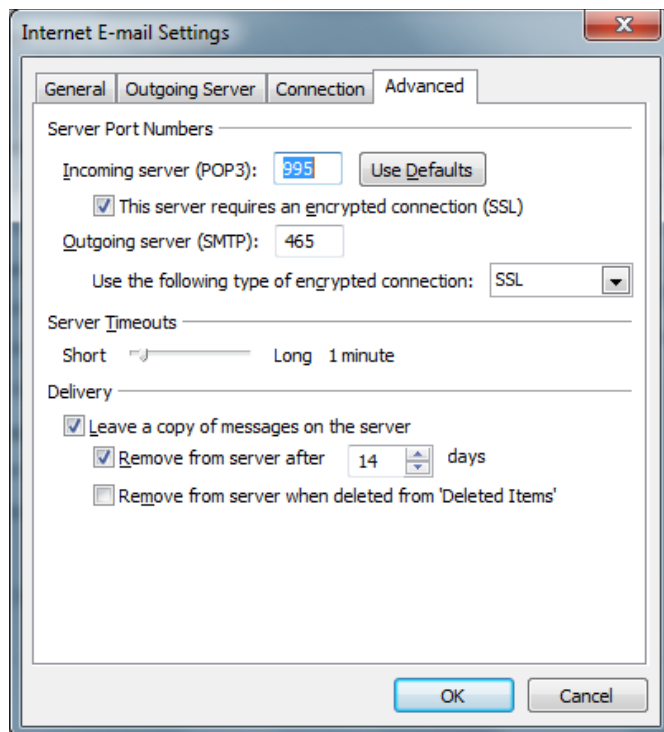 Internet E-mail Settings
General Outgoing Server Connection Advanced
Server Port Numbers
Incoming server (POP3): 995 Use Defaults
This server requires an encrypted connection (SSL)
Outgoing server (SMTP): 465
Use the following type of encrypted connection: SSL
Server Timeouts
Short Long 1 minute
Delivery
Leave a copy of messages on the server
Remove from server after 14 days
Remove from server when deleted from 'Deleted Items'
OK Cancel